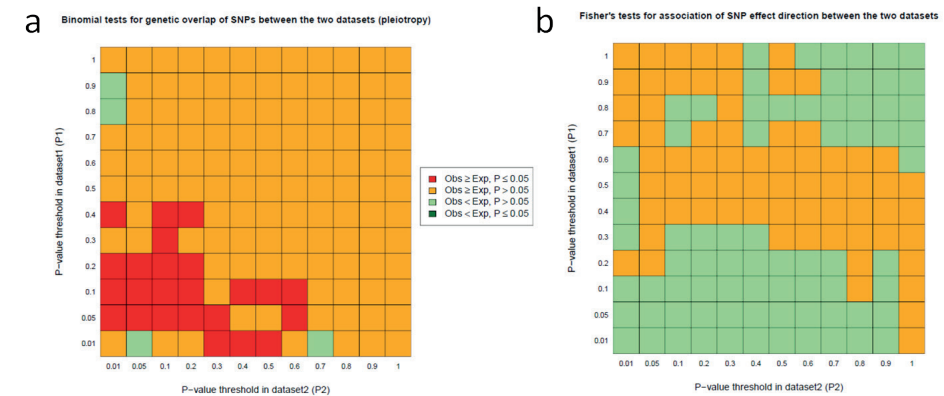 a
Binomial tests for genetic overlap of SNPs between the two datasets (pleiotropy)
P−value threshold in dataset1 (P1)
1
0.9
0.8
0.7
0.6
0.5
0.4
0.3
0.2
0.1
0.05
0.01
0.01 0.05 0.1 0.2 0.3 0.4 0.5 0.6 0.7 0.8 0.9 1
P−value threshold in dataset2 (P2)
Obs ≥ Exp, P ≤ 0.05
Obs ≥ Exp, P > 0.05
Obs < Exp, P > 0.05
Obs < Exp, P ≤ 0.05
b
Fisher's tests for association of SNP effect direction between the two datasets
P−value threshold in dataset1 (P1)
1
0.9
0.8
0.7
0.6
0.5
0.4
0.3
0.2
0.1
0.05
0.01
0.01 0.05 0.1 0.2 0.3 0.4 0.5 0.6 0.7 0.8 0.9 1
P−value threshold in dataset2 (P2)